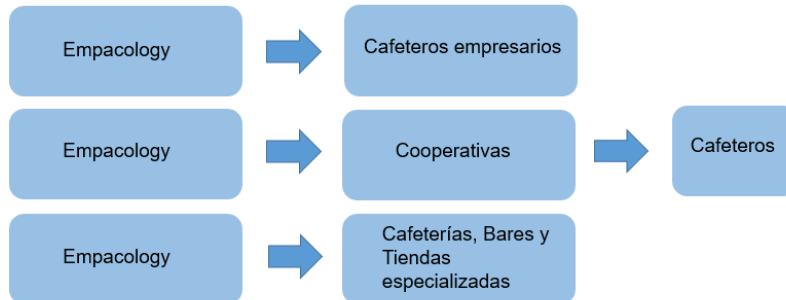 Empacology
Cafeteros empresarios
Empacology
Cooperativas
Cafeteros
Empacology
Cafeterías, Bares y
Tiendas
especializadas